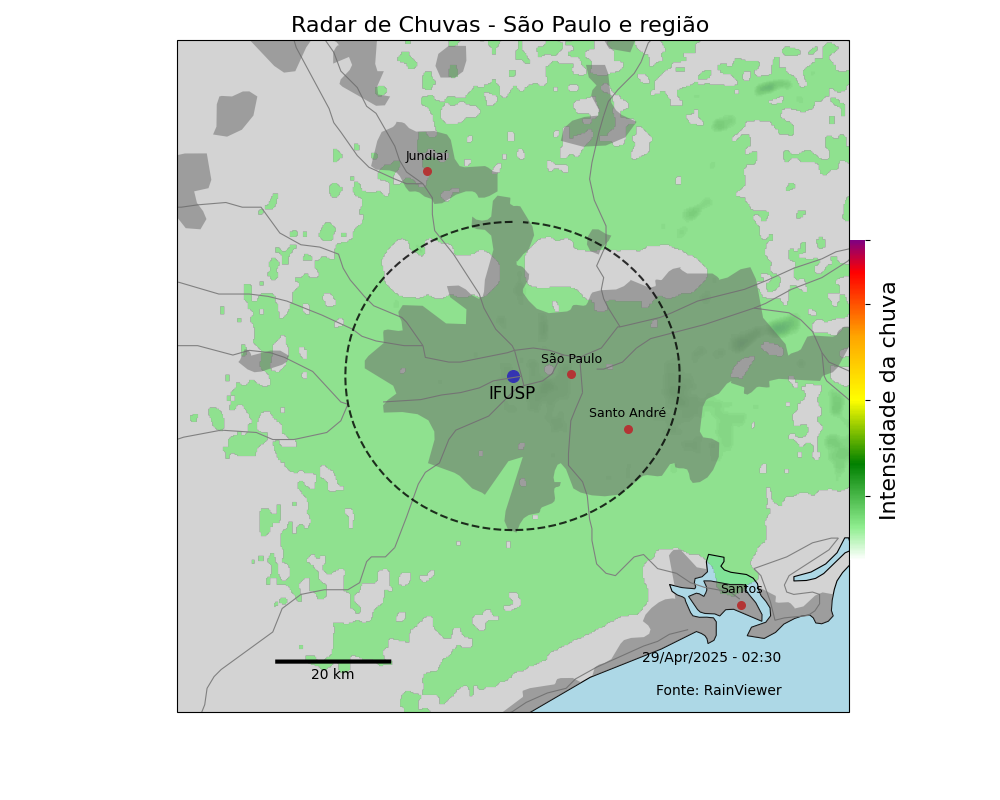 Radar de Chuvas - São Paulo e região
Jundiaí
São Paulo
IFUSP
Santo André
Intensidade da chuva
Santos
29/Apr/2025 - 02:30
20 km
Fonte: RainViewer